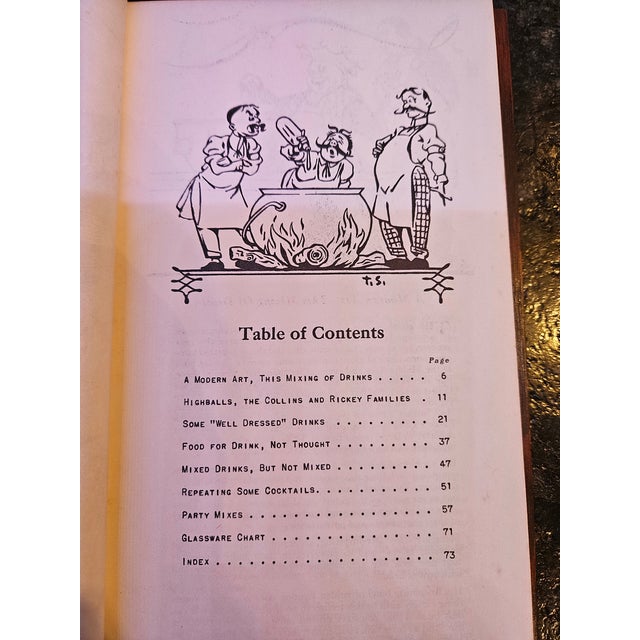 T.S.
Table of Contents
Page
A Modern Art, This Mixing of Drinks ..... 6
Highballs, the Collins and Rickey Families . 11
Some "Well Dressed" Drinks ......... 21
Food for Drink, Not Thought ......... 37
Mixed Drinks, But Not Mixed ......... 47
Repeating Some Cocktails........... 51
Party Mixes ................. 57
Glassware Chart ............... 71
Index .................... 73